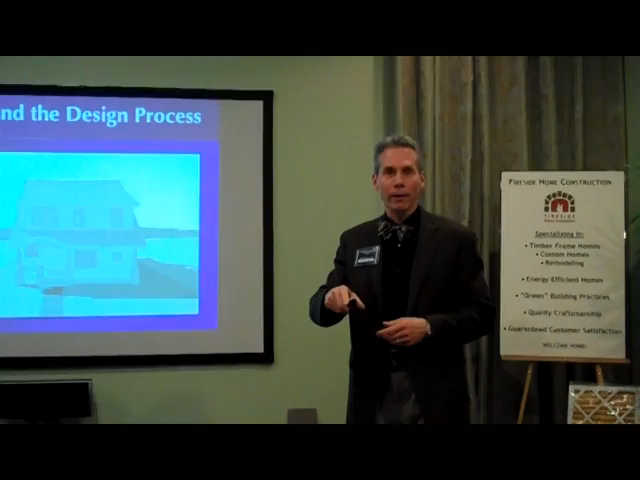 nd the Design Process
FIRESIDE HOME CONSTRUCTION
FIRESIDE
Specializing In:
• Timber Frame Homes
• Custom Homes
• Remodeling
• Energy Efficient Homes
• "Green" Building Practices
• Quality Craftsmanship
• Guaranteed Customer Satisfaction
WELCOME HOME!